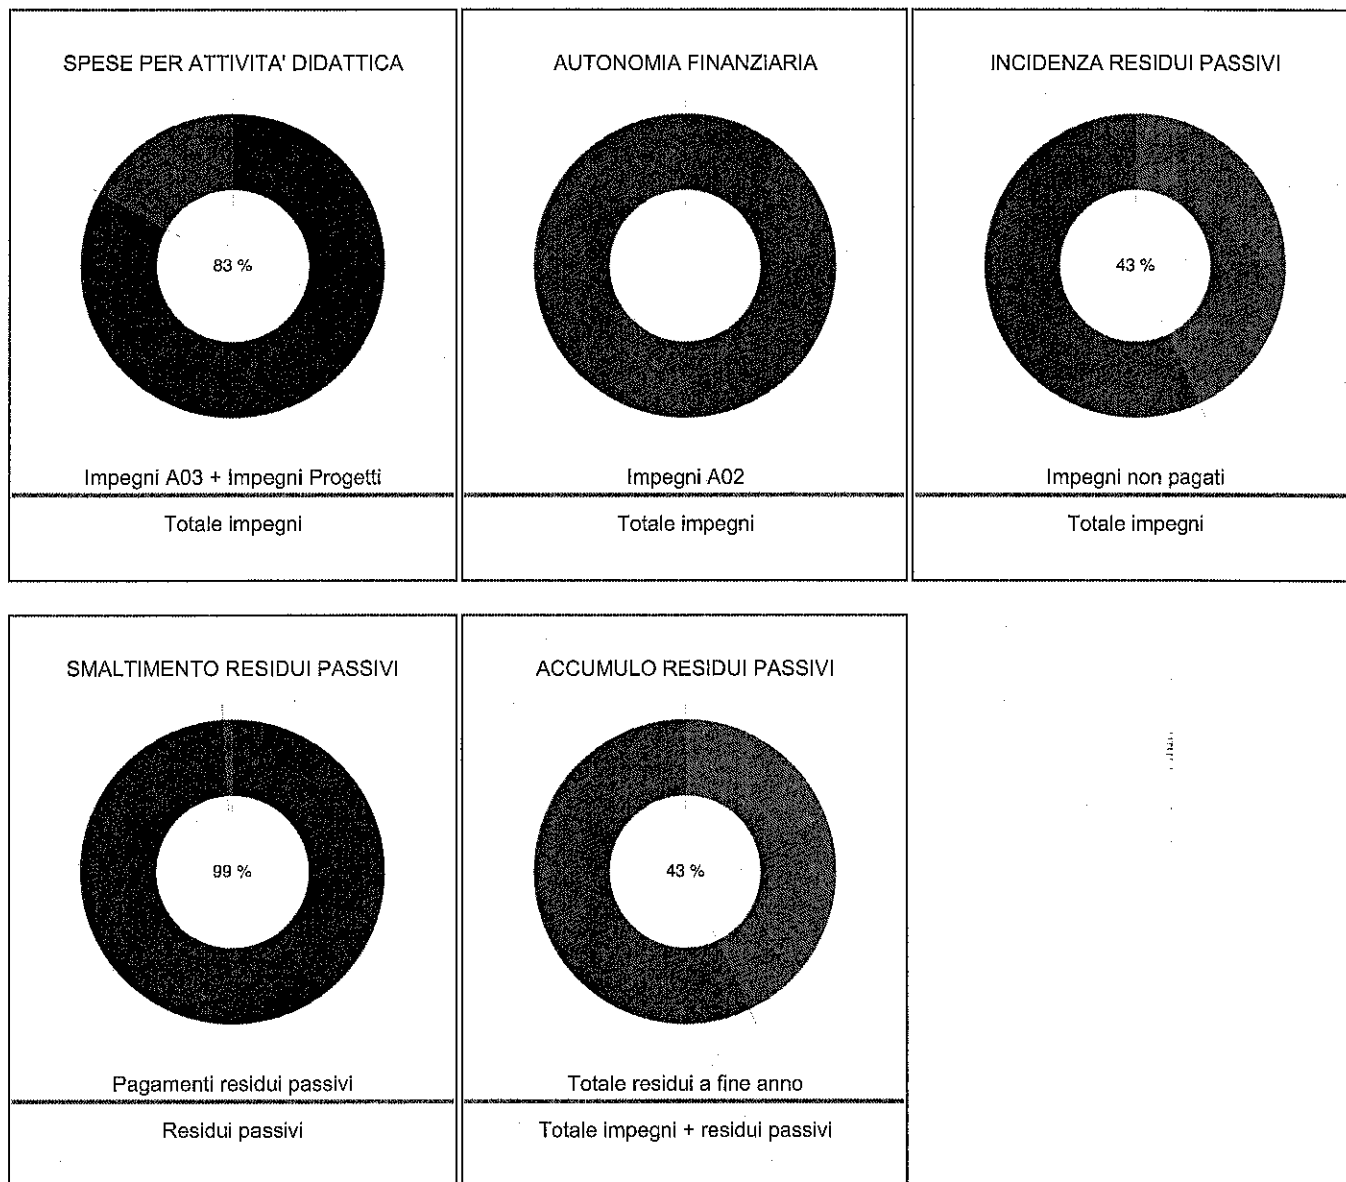 SPESE PER ATTIVITA' DIDATTICA
83 %
Impegni A03 + Impegni Progetti
Totale impegni
AUTONOMIA FINANZIARIA
Impegni A02
Totale impegni
INCIDENZA RESIDUI PASSIVI
43 %
Impegni non pagati
Totale impegni
SMALTIMENTO RESIDUI PASSIVI
99 %
Pagamenti residui passivi
Residui passivi
ACCUMULO RESIDUI PASSIVI
43 %
Totale residui a fine anno
Totale impegni + residui passivi